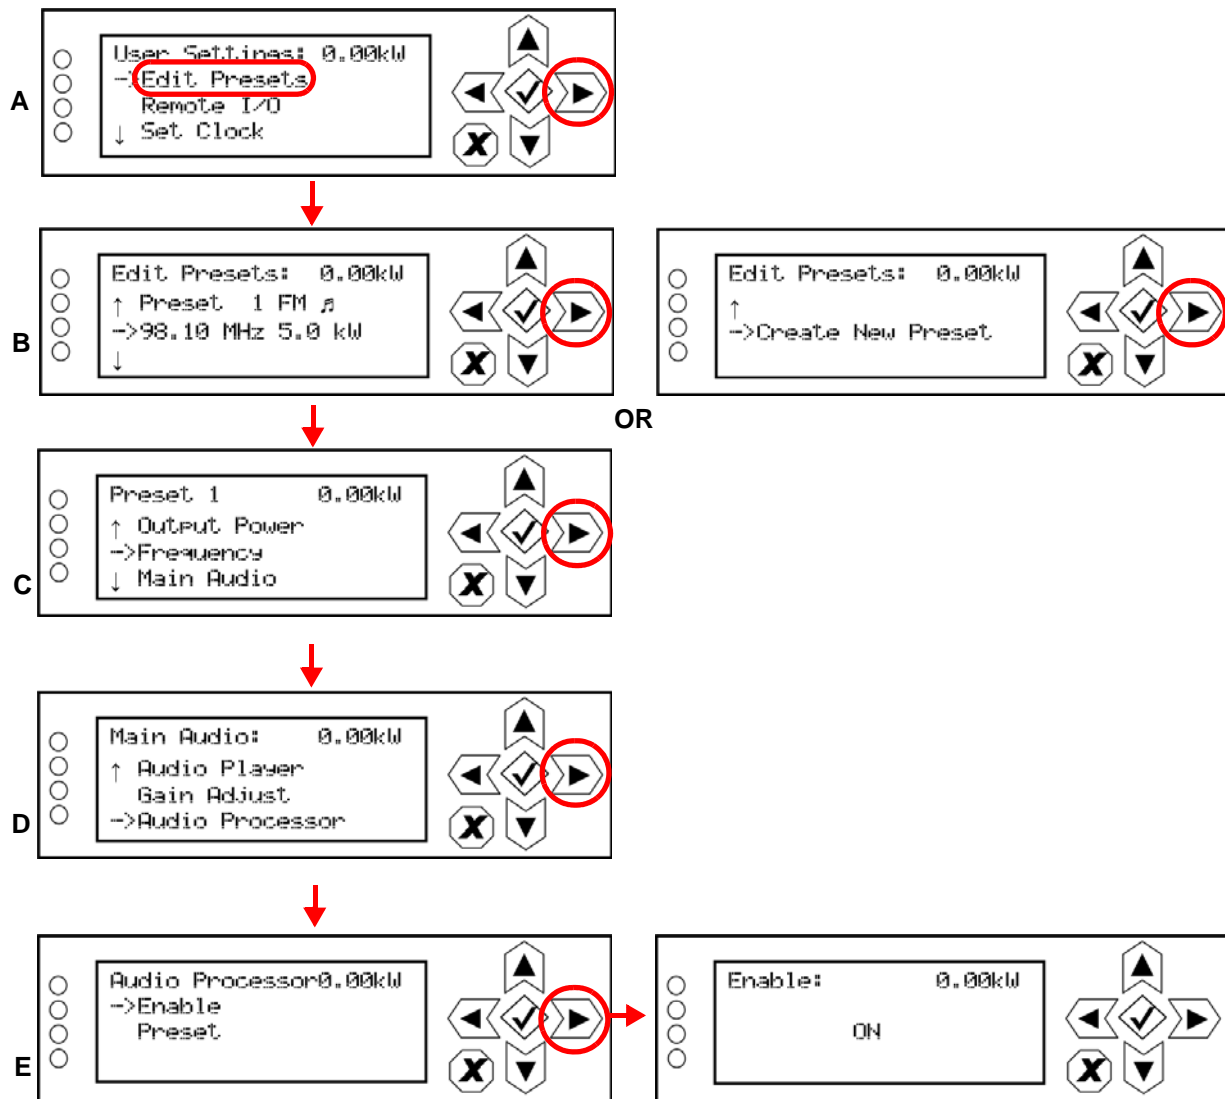 A
User Settings: 0.00kW
->Edit Presets
Remote I/O
↓ Set Clock
X
B
Edit Presets: 0.00kW
↑ Preset 1 FM ♬
->98.10 MHz 5.0 kW
↓
X
OR
Edit Presets: 0.00kW
↑
->Create New Preset
X
C
Preset 1 0.00kW
↑ Output Power
->Frequency
↓ Main Audio
X
D
Main Audio: 0.00kW
↑ Audio Player
Gain Adjust
->Audio Processor
X
E
Audio Processor0.00kW
->Enable
Preset
X
Enable: 0.00kW
ON
X